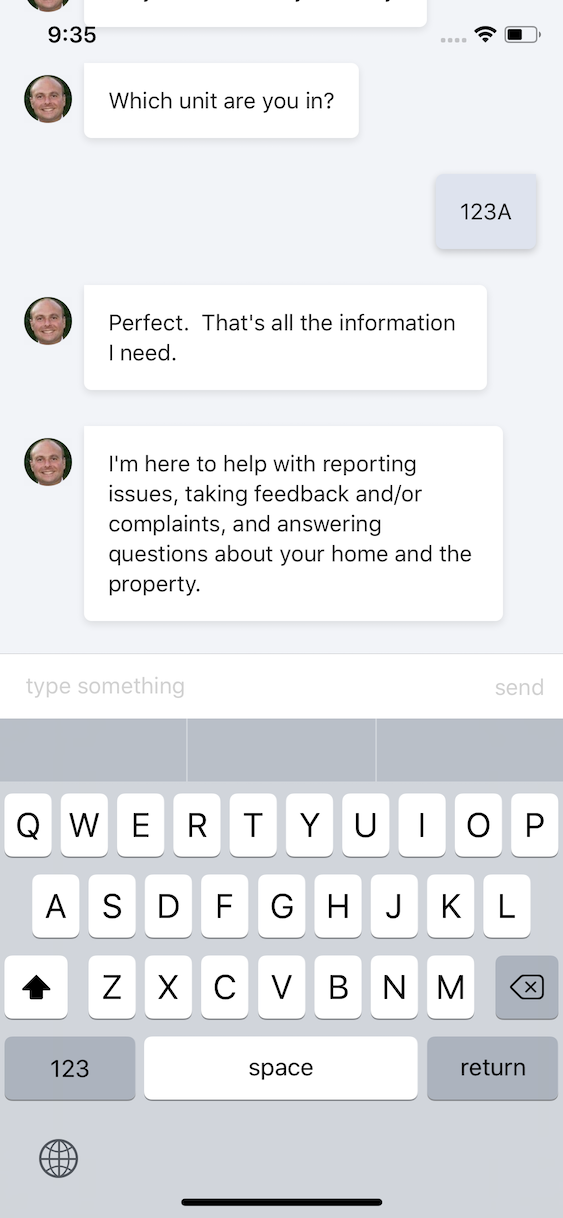 9:35
Which unit are you in?
123A
Perfect.  That's all the information
I need.
I'm here to help with reporting
issues, taking feedback and/or
complaints, and answering
questions about your home and the
property.
type something
send
Q W E R T Y U I O P
A S D F G H J K L
Z X C V B N M
123 space return